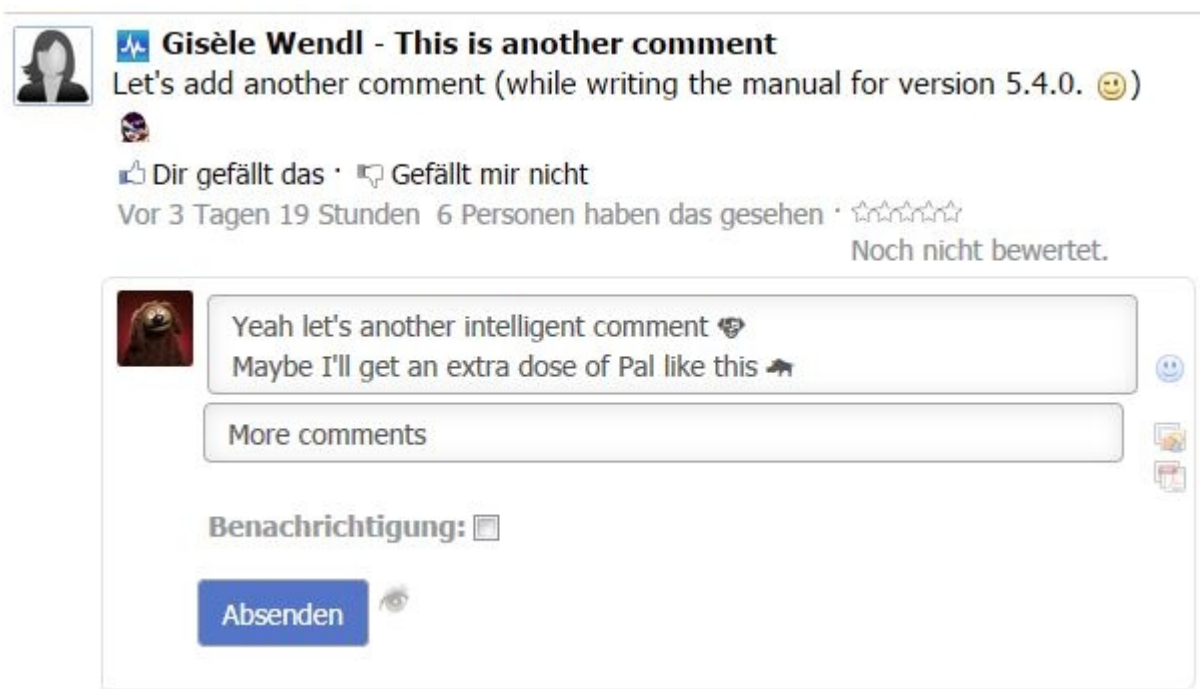 Gisèle Wendl - This is another comment
Let's add another comment (while writing the manual for version 5.4.0. )
Dir gefällt das · Gefällt mir nicht
Vor 3 Tagen 19 Stunden 6 Personen haben das gesehen ·
Noch nicht bewertet.
Yeah let's another intelligent comment
Maybe I'll get an extra dose of Pal like this
More comments
Benachrichtigung:
Absenden